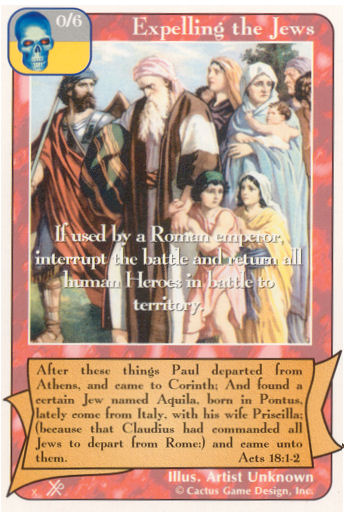 0/6
Expelling the Jews
If used by a Roman emperor,
interrupt the battle and return all
human Heroes in battle to
territory.
After these things Paul departed from
Athens, and came to Corinth; And found a
certain Jew named Aquila, born in Pontus,
lately come from Italy, with his wife Priscilla;
(because that Claudius had commanded all
Jews to depart from Rome:) and came unto
them. Acts 18:1-2
Illus. Artist Unknown
X
© Cactus Game Design, Inc.